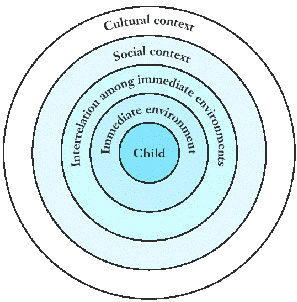 Cultural context
Social context
Interrelation among immediate environments
Immediate environment
Child